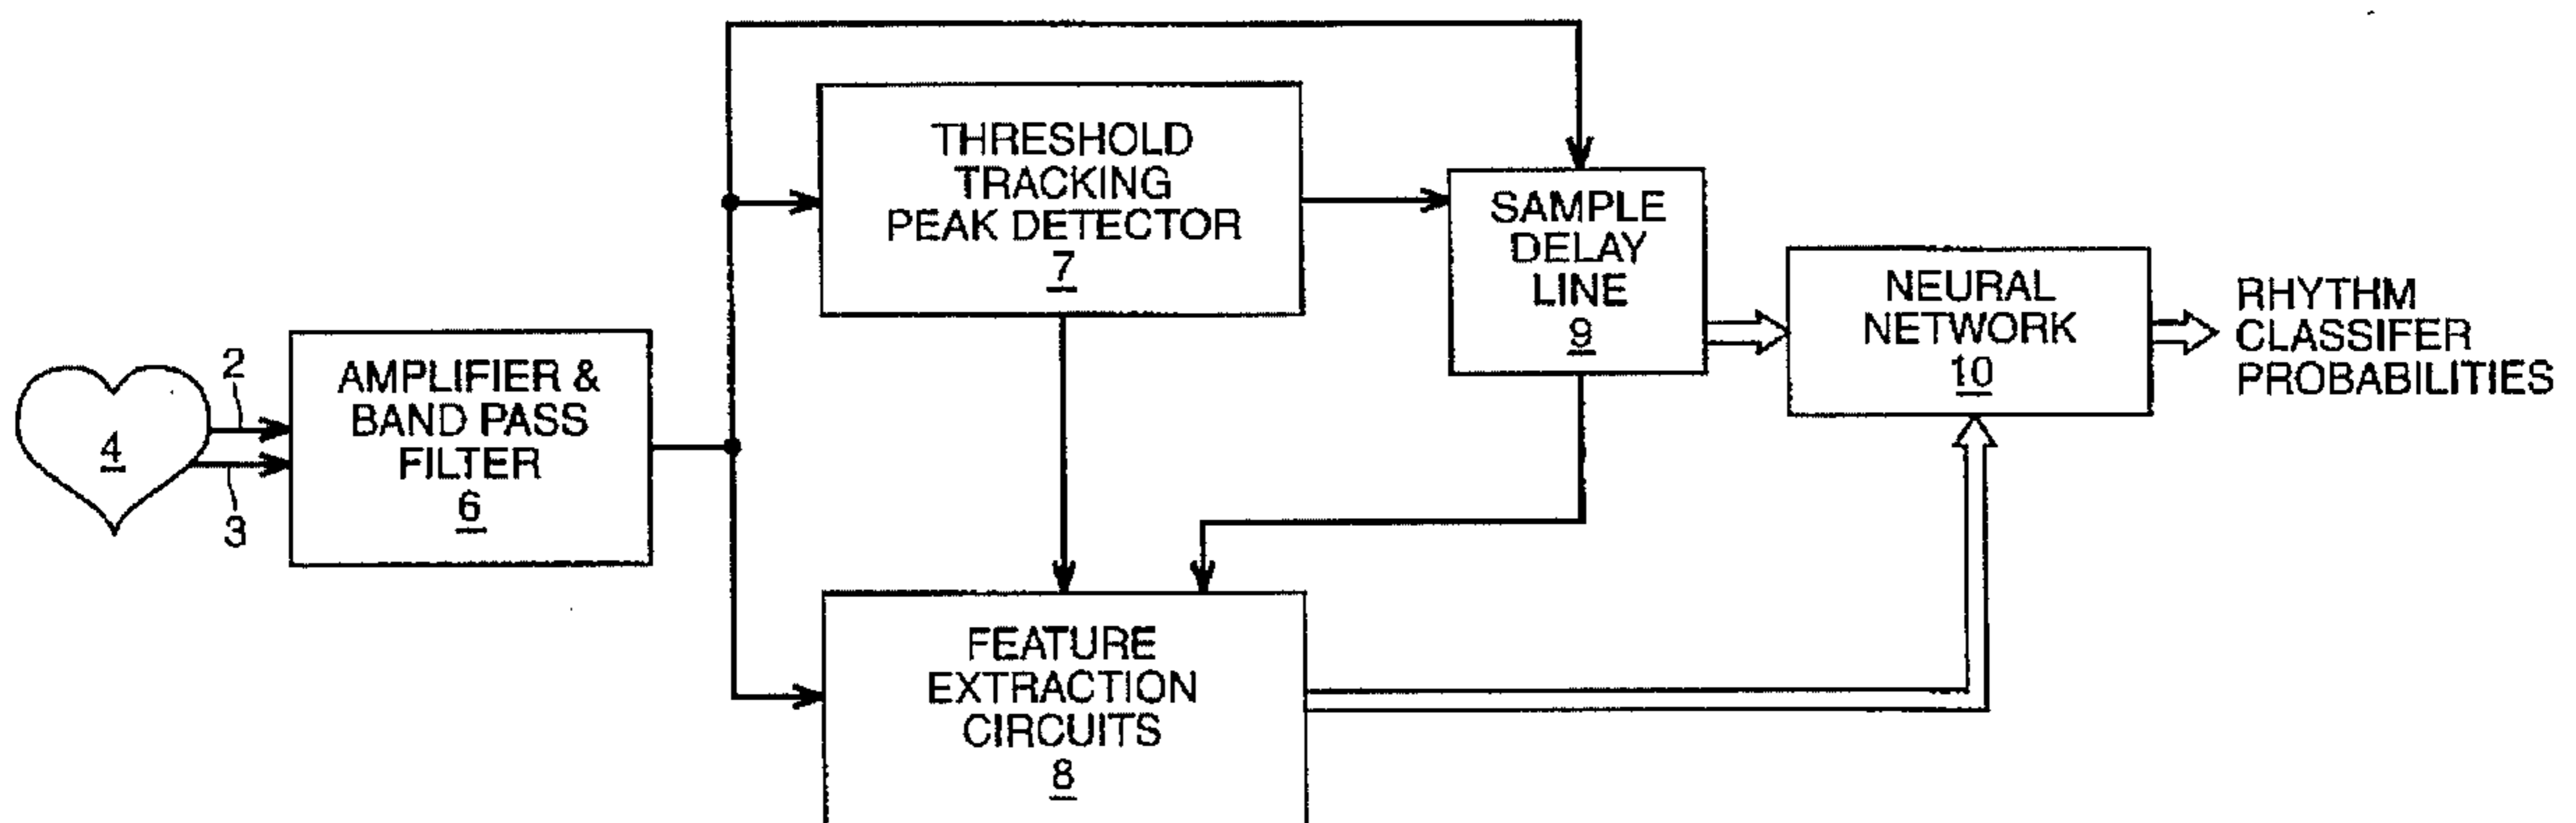 4
2
3
AMPLIFIER &
BAND PASS
FILTER
6
THRESHOLD
TRACKING
PEAK DETECTOR
7
FEATURE
EXTRACTION
CIRCUITS
8
SAMPLE
DELAY
LINE
9
NEURAL
NETWORK
10
RHYTHM
CLASSIFER
PROBABILITIES